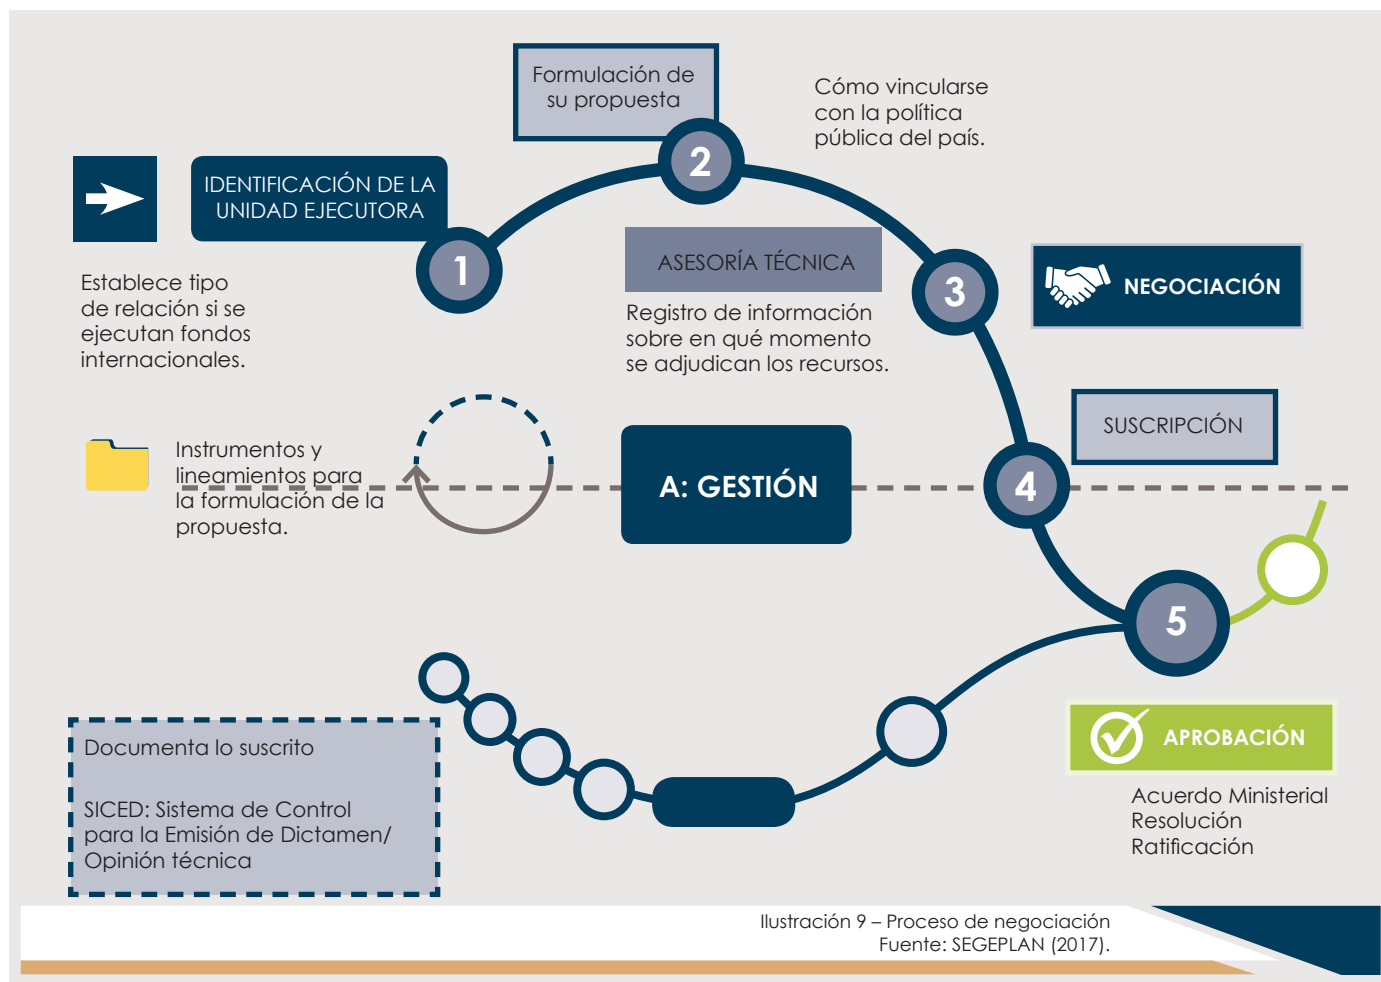 Formulación de
su propuesta
2
Cómo vincularse
con la política
pública del país.
IDENTIFICACIÓN DE LA
UNIDAD EJECUTORA
1
Establece tipo
de relación si se
ejecutan fondos
internacionales.
ASESORÍA TÉCNICA
Registro de información
sobre en qué momento
se adjudican los recursos.
3
NEGOCIACIÓN
SUSCRIPCIÓN
4
Instrumentos y
lineamientos para
la formulación de la
propuesta.
A: GESTIÓN
5
APROBACIÓN
Acuerdo Ministerial
Resolución
Ratificación
Documenta lo suscrito
SICED: Sistema de Control
para la Emisión de Dictamen/
Opinión técnica
Ilustración 9 – Proceso de negociación
Fuente: SEGEPLAN (2017).